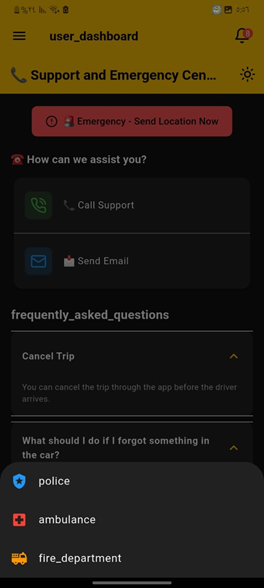 user_dashboard
📞 Support and Emergency Cen...
🚨 Emergency - Send Location Now
☎️ How can we assist you?
📞 Call Support
📩 Send Email
frequently_asked_questions
Cancel Trip
You can cancel the trip through the app before the driver
arrives.
What should I do if I forgot something in
the car?
police
ambulance
fire_department